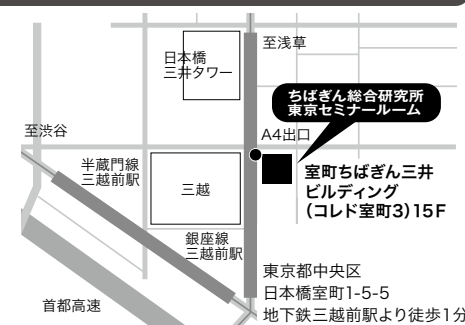 至浅草
日本橋
三井タワー
ちばぎん総合研究所
東京セミナールーム
至渋谷
A4出口
半蔵門線
三越前駅
三越
室町ちばぎん三井
ビルディング
(コレド室町3)15F
銀座線
三越前駅
東京都中央区
日本橋室町1-5-5
地下鉄三越前駅より徒歩1分
首都高速